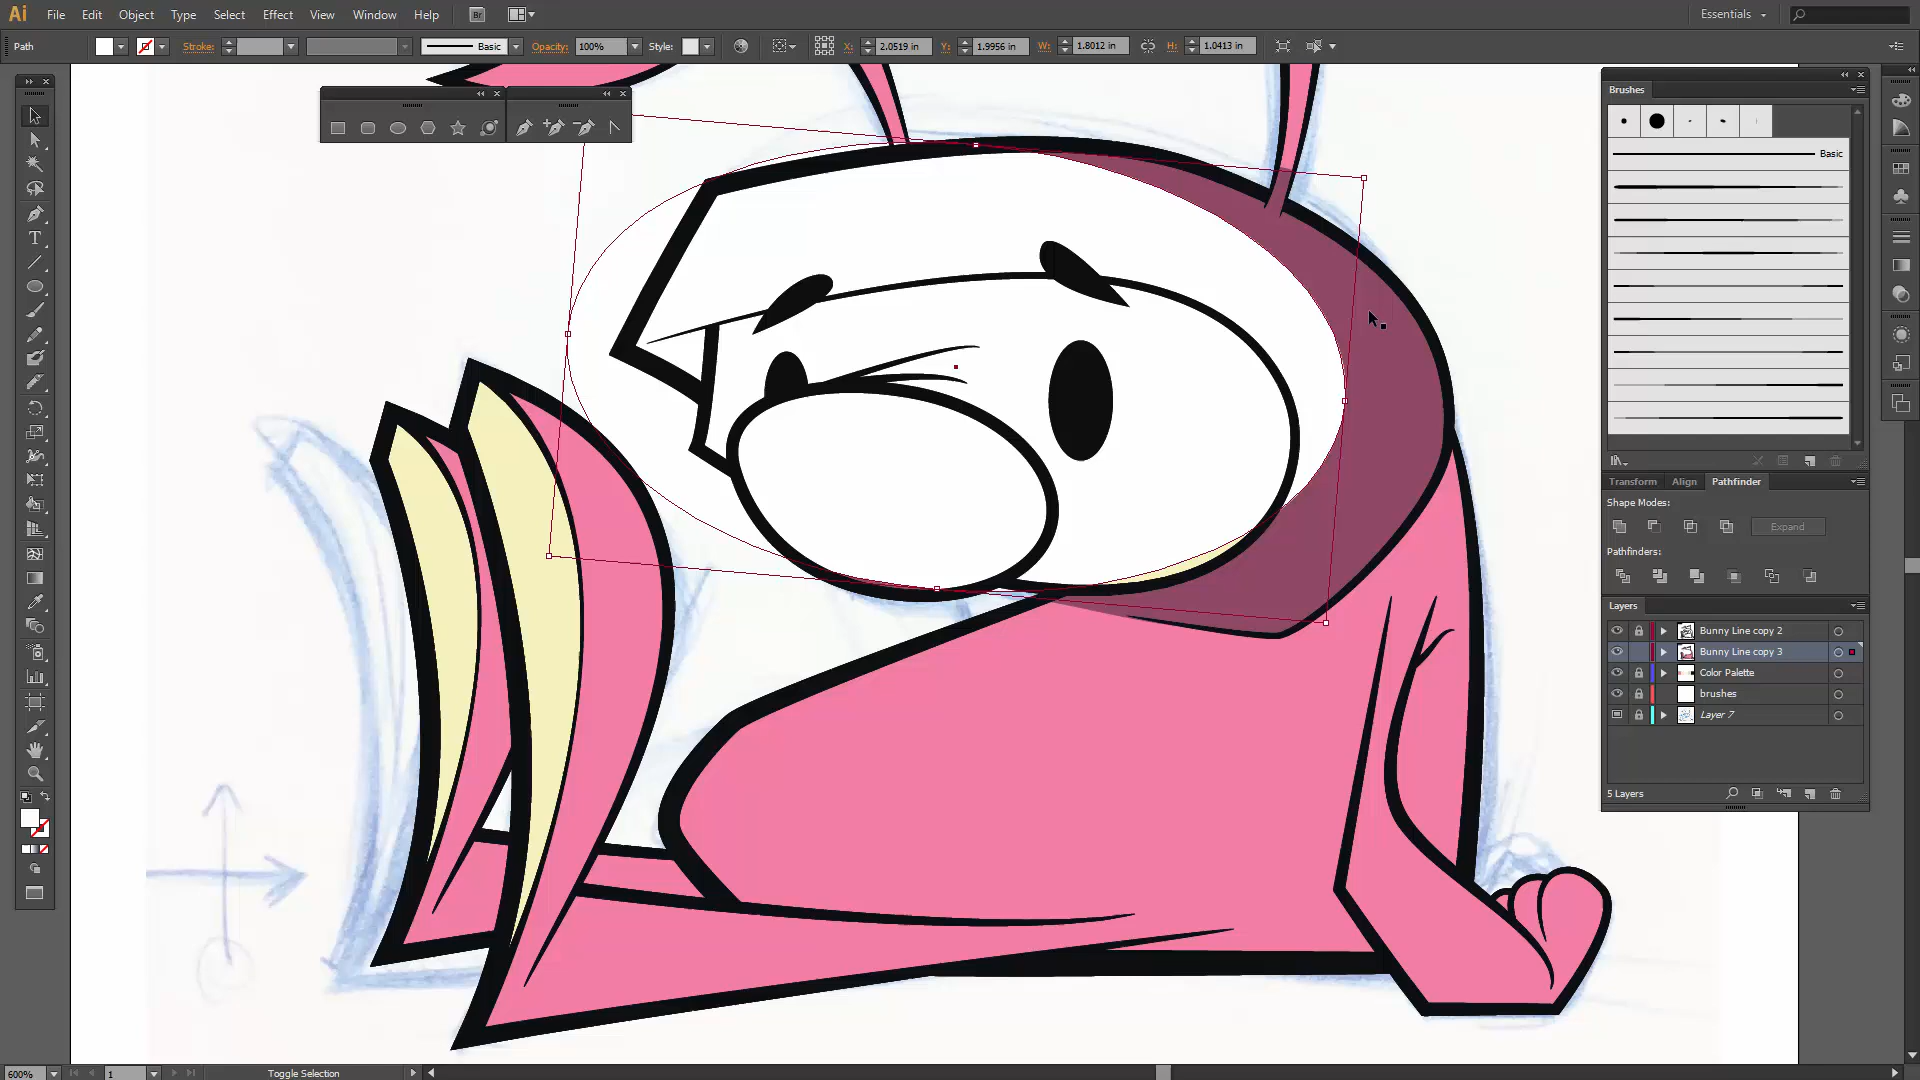 Ai File Edit Object Type Select Effect View Window Help Br Essentials
Path Stroke: Basic Opacity: 100% Style: X: 2.0519 in Y: 1.9956 in W: 1.8012 in H: 1.0413 in
Brushes
Basic
Transform Align Pathfinder
Shape Modes:
Expand
Pathfinders:
Layers
Bunny Line copy 2
Bunny Line copy 3
Color Palette
brushes
Layer 7
5 Layers
600% 1 Toggle Selection